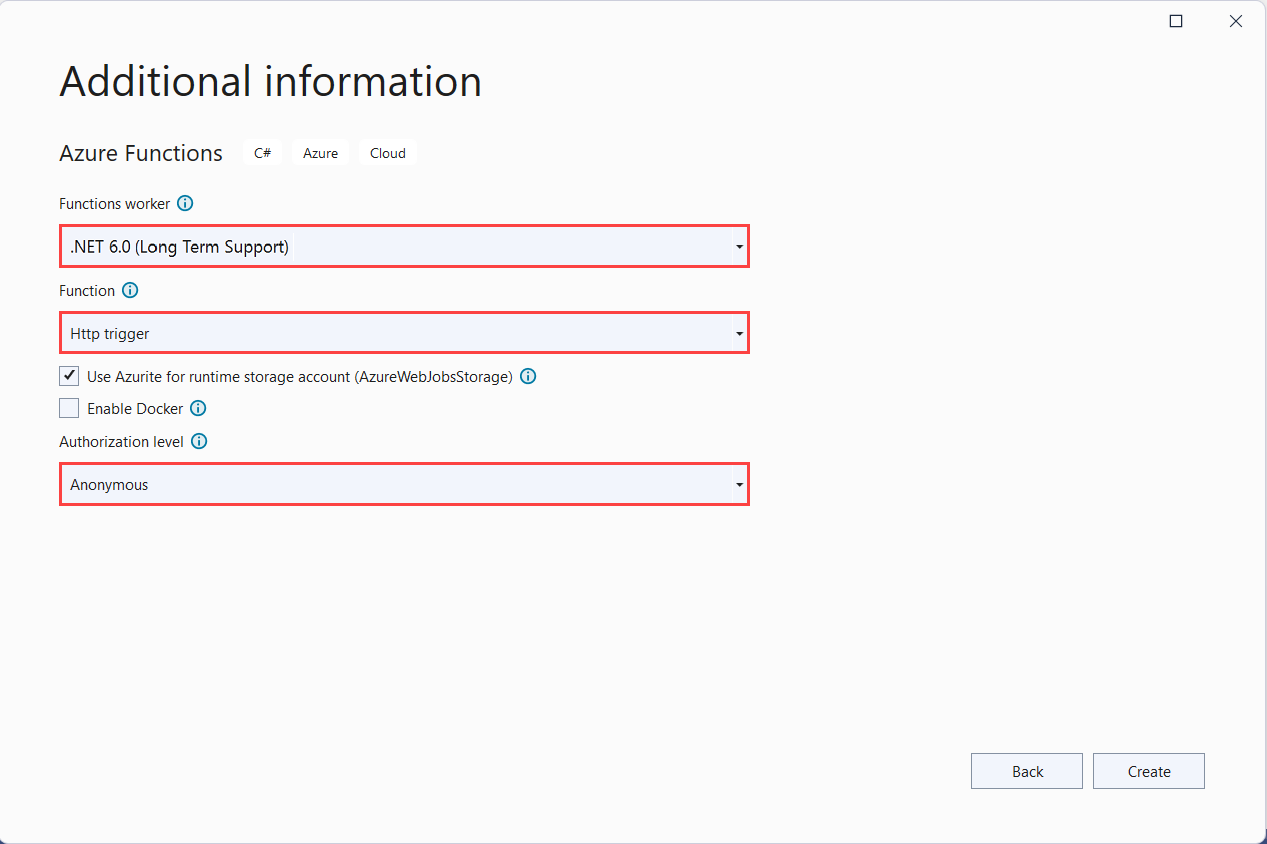 Additional information
Azure Functions C# Azure Cloud
Functions worker
.NET 6.0 (Long Term Support)
Function
Http trigger
Use Azurite for runtime storage account (AzureWebJobsStorage)
Enable Docker
Authorization level
Anonymous
Back Create